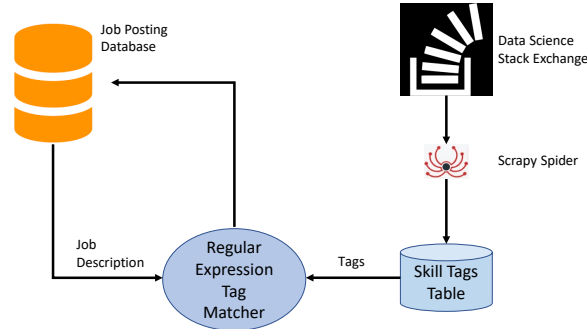 Job Posting
Database
Data Science
Stack Exchange
Scrapy Spider
Job
Description
Regular
Expression
Tag
Matcher
Tags
Skill Tags
Table